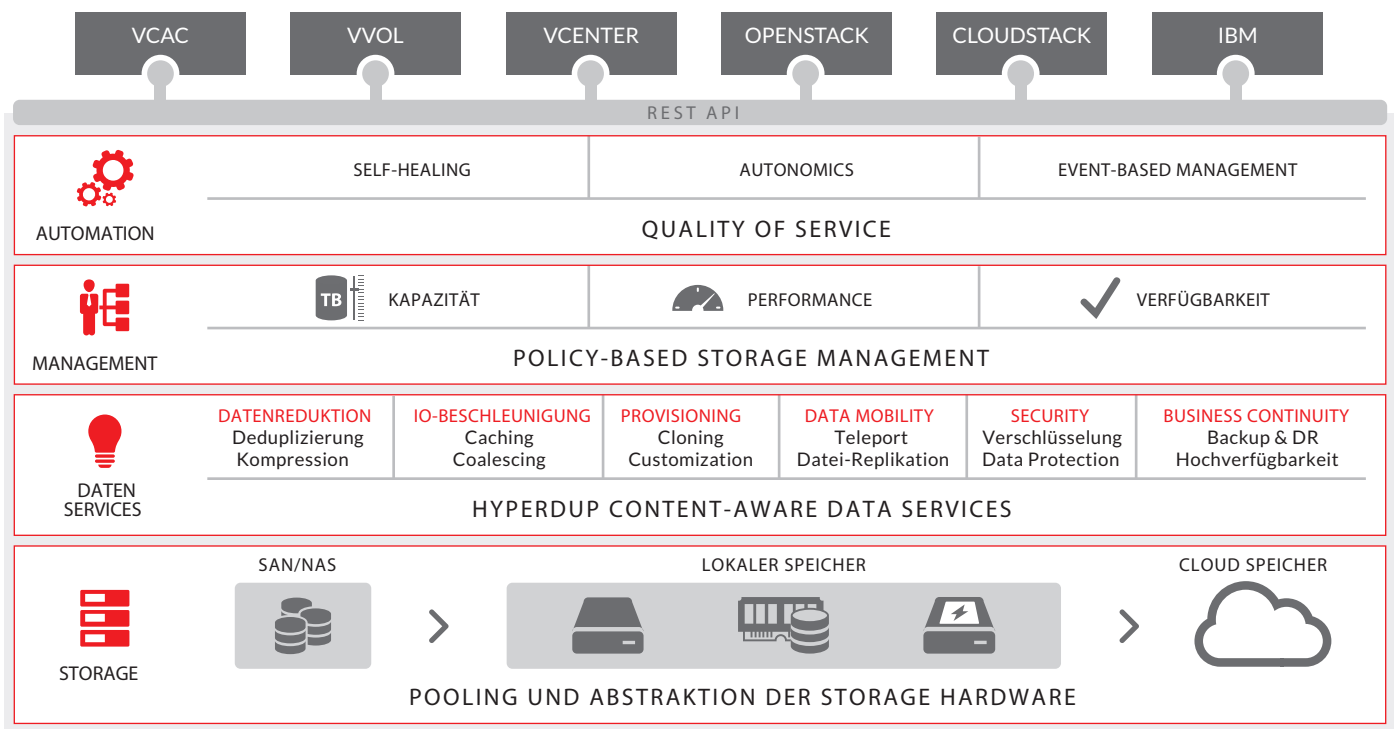 VCAC
VVOL
VCENTER
OPENSTACK
CLOUDSTACK
IBM
REST API
AUTOMATION
SELF-HEALING
AUTONOMICS
EVENT-BASED MANAGEMENT
QUALITY OF SERVICE
MANAGEMENT
TB
KAPAZITÄT
PERFORMANCE
VERFÜGBARKEIT
POLICY-BASED STORAGE MANAGEMENT
DATEN
SERVICES
DATENREDUKTION
Deduplizierung
Kompression
IO-BESCHLEUNIGUNG
Caching
Coalescing
PROVISIONING
Cloning
Customization
DATA MOBILITY
Teleport
Datei-Replikation
SECURITY
Verschlüsselung
Data Protection
BUSINESS CONTINUITY
Backup & DR
Hochverfügbarkeit
HYPERDUP CONTENT-AWARE DATA SERVICES
STORAGE
SAN/NAS
LOKALER SPEICHER
CLOUD SPEICHER
POOLING UND ABSTRAKTION DER STORAGE HARDWARE